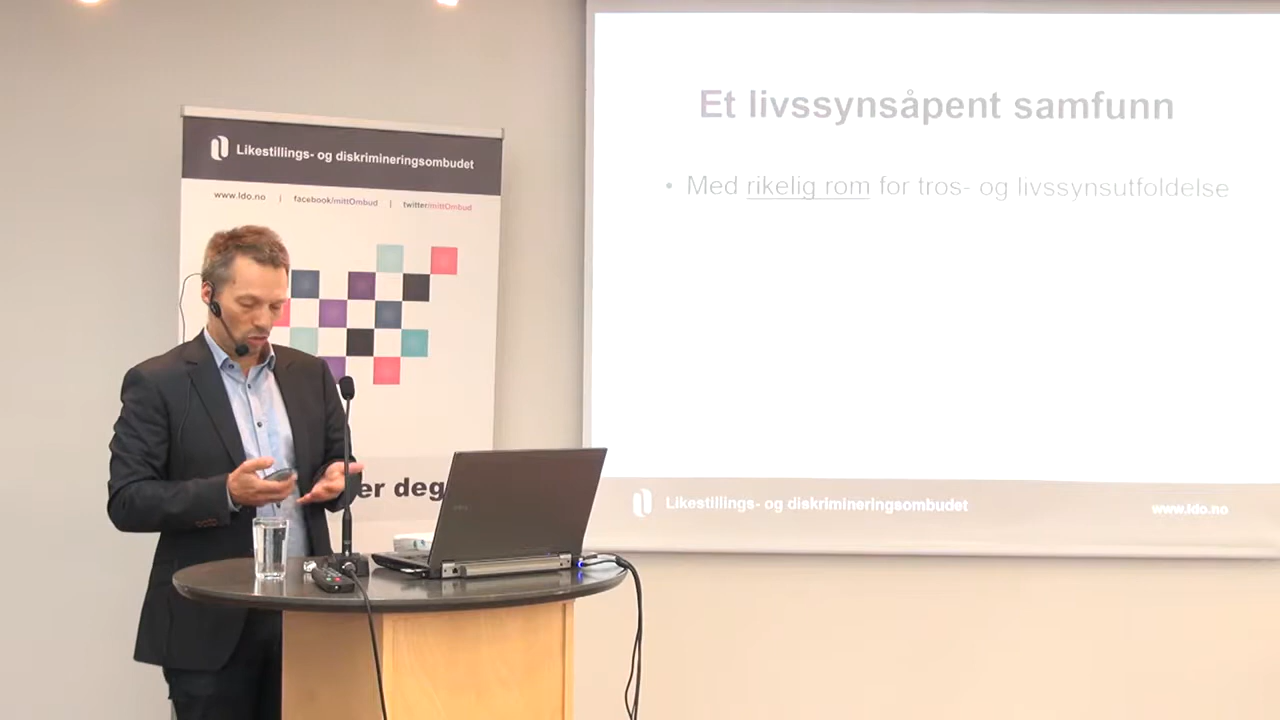 Likestillings- og diskrimineringsombudet
www.ldo.no | facebook/mittOmbud | twitter/mittOmbud
er deg
Et livssynsåpent samfunn
• Med rikelig rom for tros- og livssynsutfoldelse
Likestillings- og diskrimineringsombudet
www.ldo.no